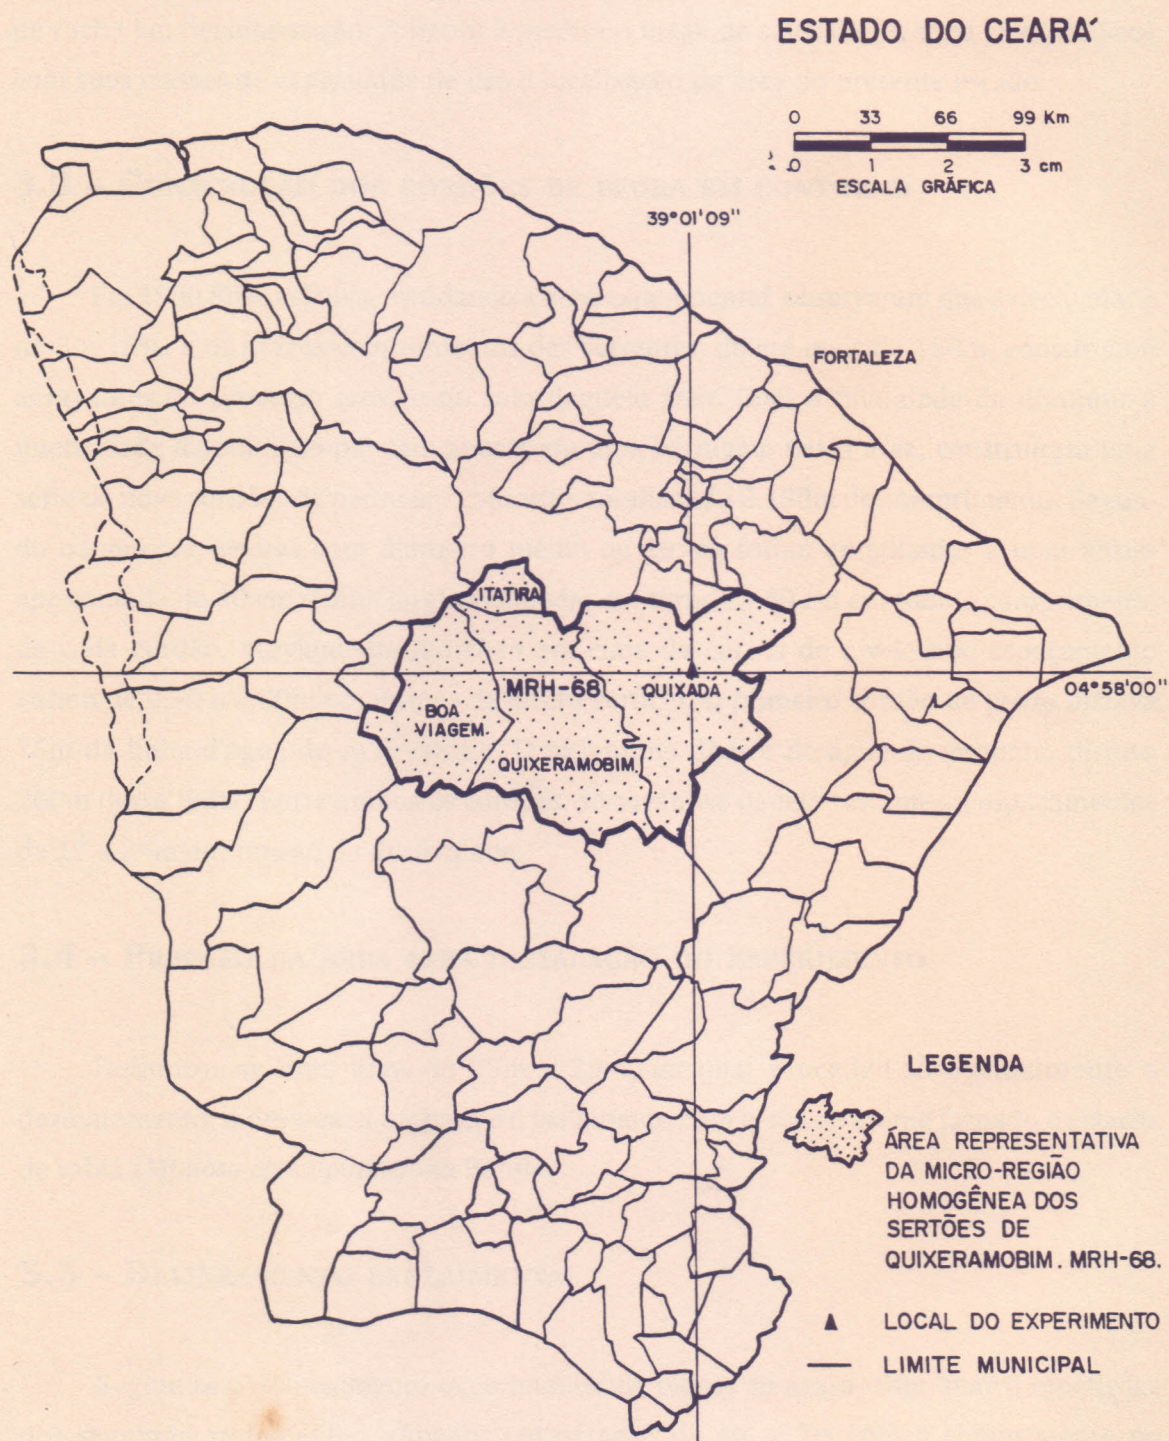 ESTADO DO CEARÁ
0 33 66 99 Km
0 1 2 3 cm
ESCALA GRÁFICA
39°01'09"
FORTALEZA
ITATIRA
MRH-68
QUIXADA
04°58'00"
BOA
VIAGEM
QUIXERAMOBIM
LEGENDA
ÁREA REPRESENTATIVA
DA MICRO-REGIÃO
HOMOGÊNEA DOS
SERTÕES DE
QUIXERAMOBIM. MRH-68.
LOCAL DO EXPERIMENTO
LIMITE MUNICIPAL